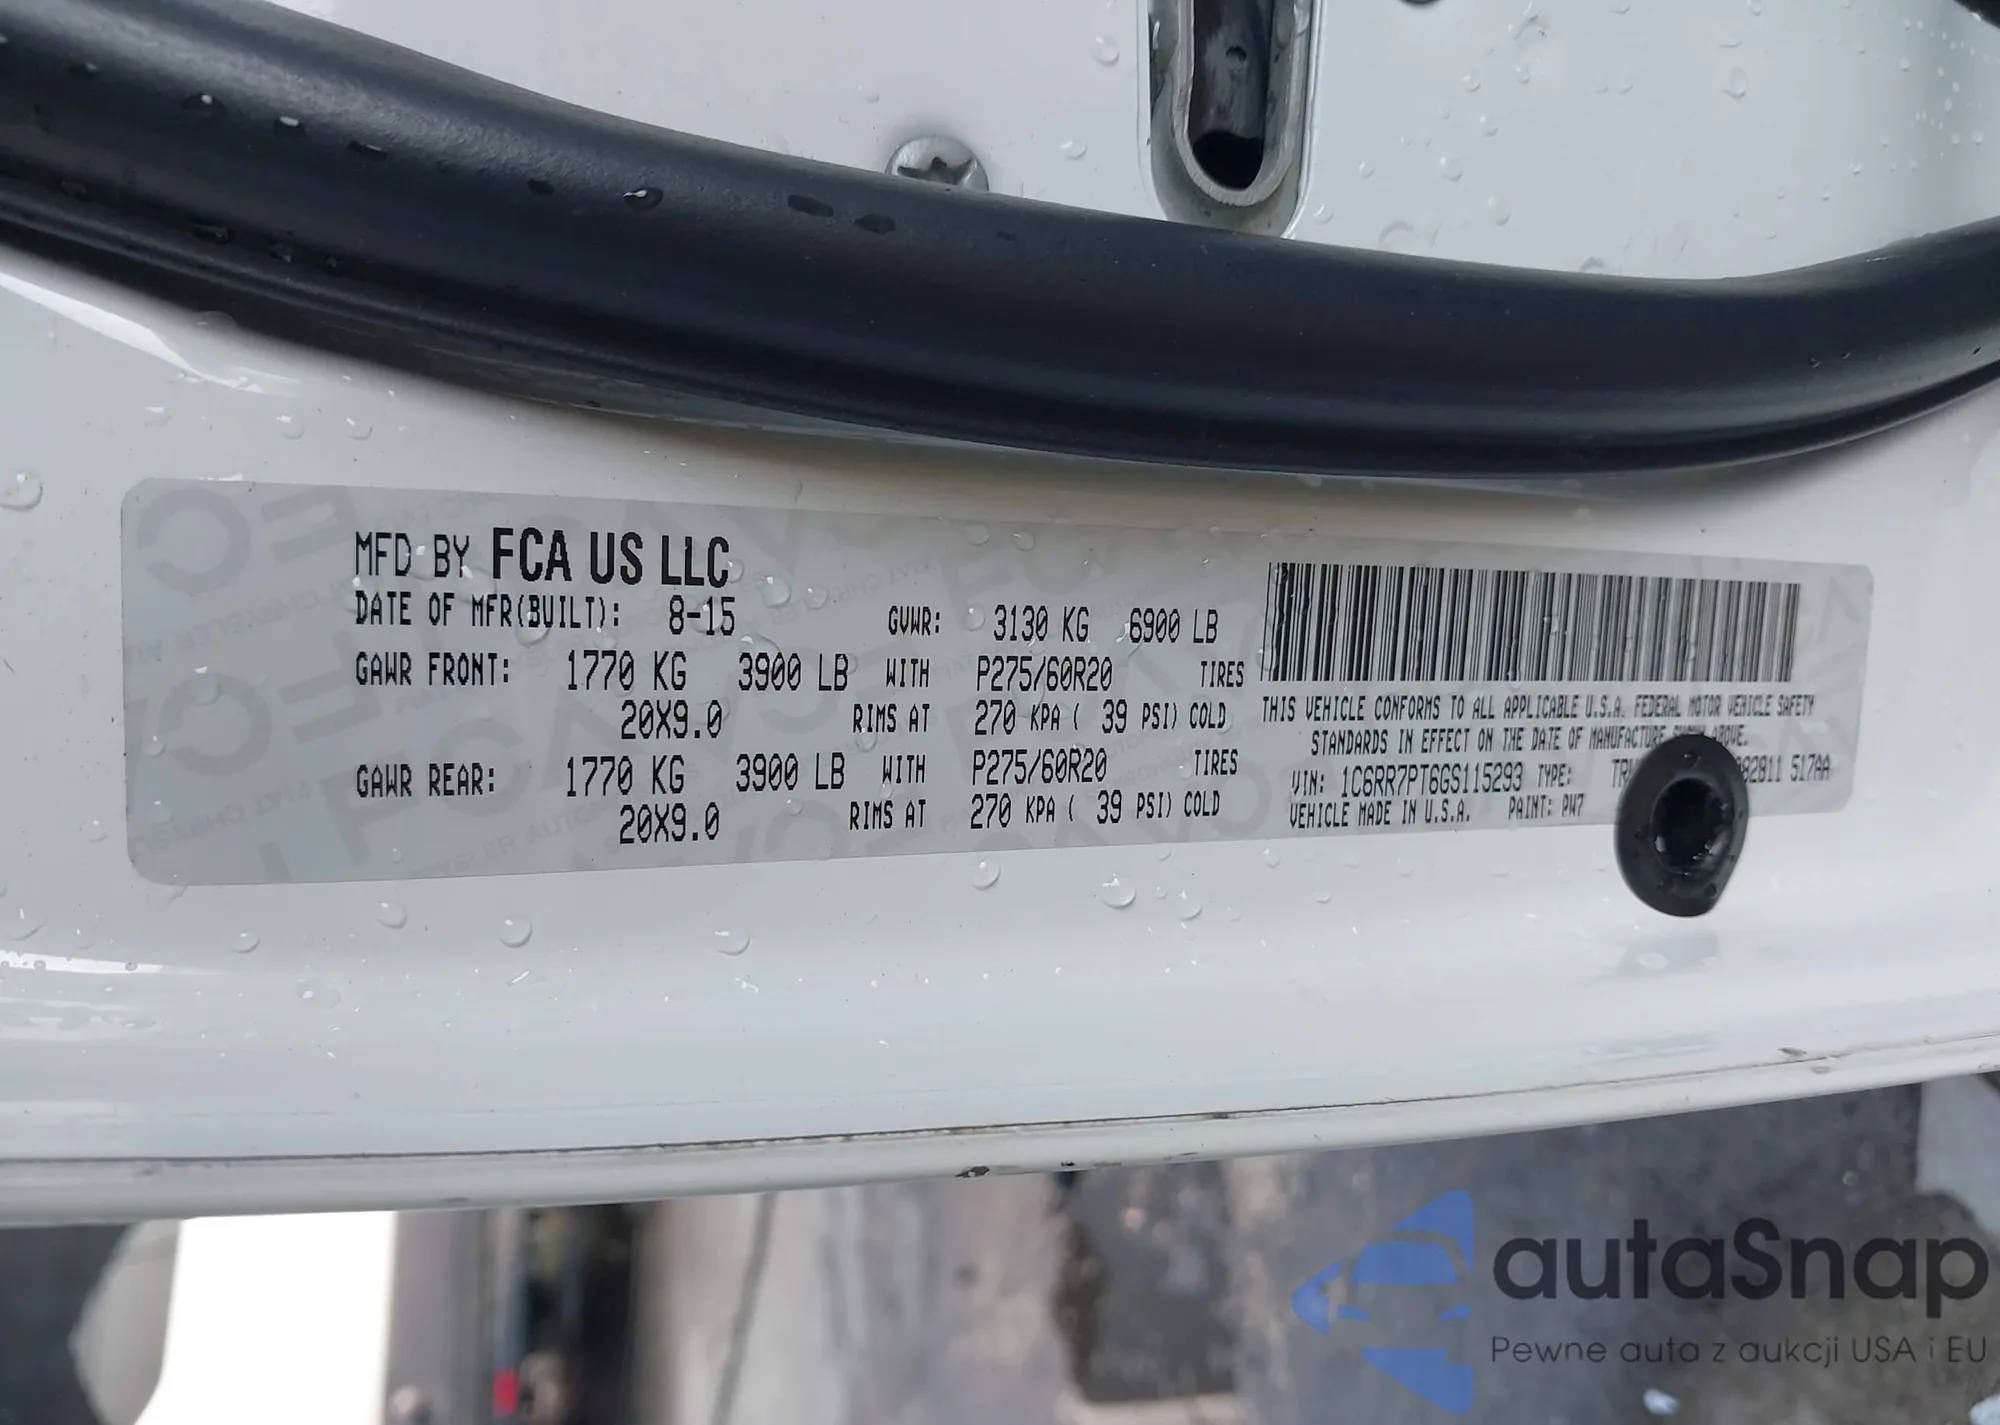 MFD BY FCA US LLC
DATE OF MFR(BUILT): 8-15 GVWR: 3130 KG 6900 LB
GAWR FRONT: 1770 KG 3900 LB WITH P275/60R20 TIRES
20X9.0 RIMS AT 270 KPA ( 39 PSI) COLD
GAWR REAR: 1770 KG 3900 LB WITH P275/60R20 TIRES
20X9.0 RIMS AT 270 KPA ( 39 PSI) COLD
THIS VEHICLE CONFORMS TO ALL APPLICABLE U.S.A. FEDERAL MOTOR VEHICLE SAFETY
STANDARDS IN EFFECT ON THE DATE OF MANUFACTURE SHOWN ABOVE.
VIN: 1C6RR7PT6GS115293 TYPE: 517AA
VEHICLE MADE IN U.S.A. PAINT: PW7
autaSnap
Pewne auta z aukcji USA i EU